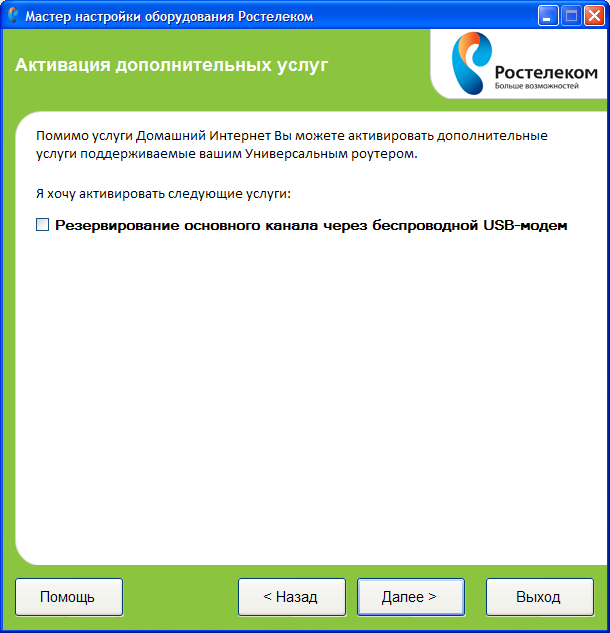 Мастер настройки оборудования Ростелеком
Активация дополнительных услуг
Ростелеком
Больше возможностей
Помимо услуги Домашний Интернет Вы можете активировать дополнительные
услуги поддерживаемые вашим Универсальным роутером.
Я хочу активировать следующие услуги:
Резервирование основного канала через беспроводной USB-модем
Помощь
< Назад
Далее >
Выход